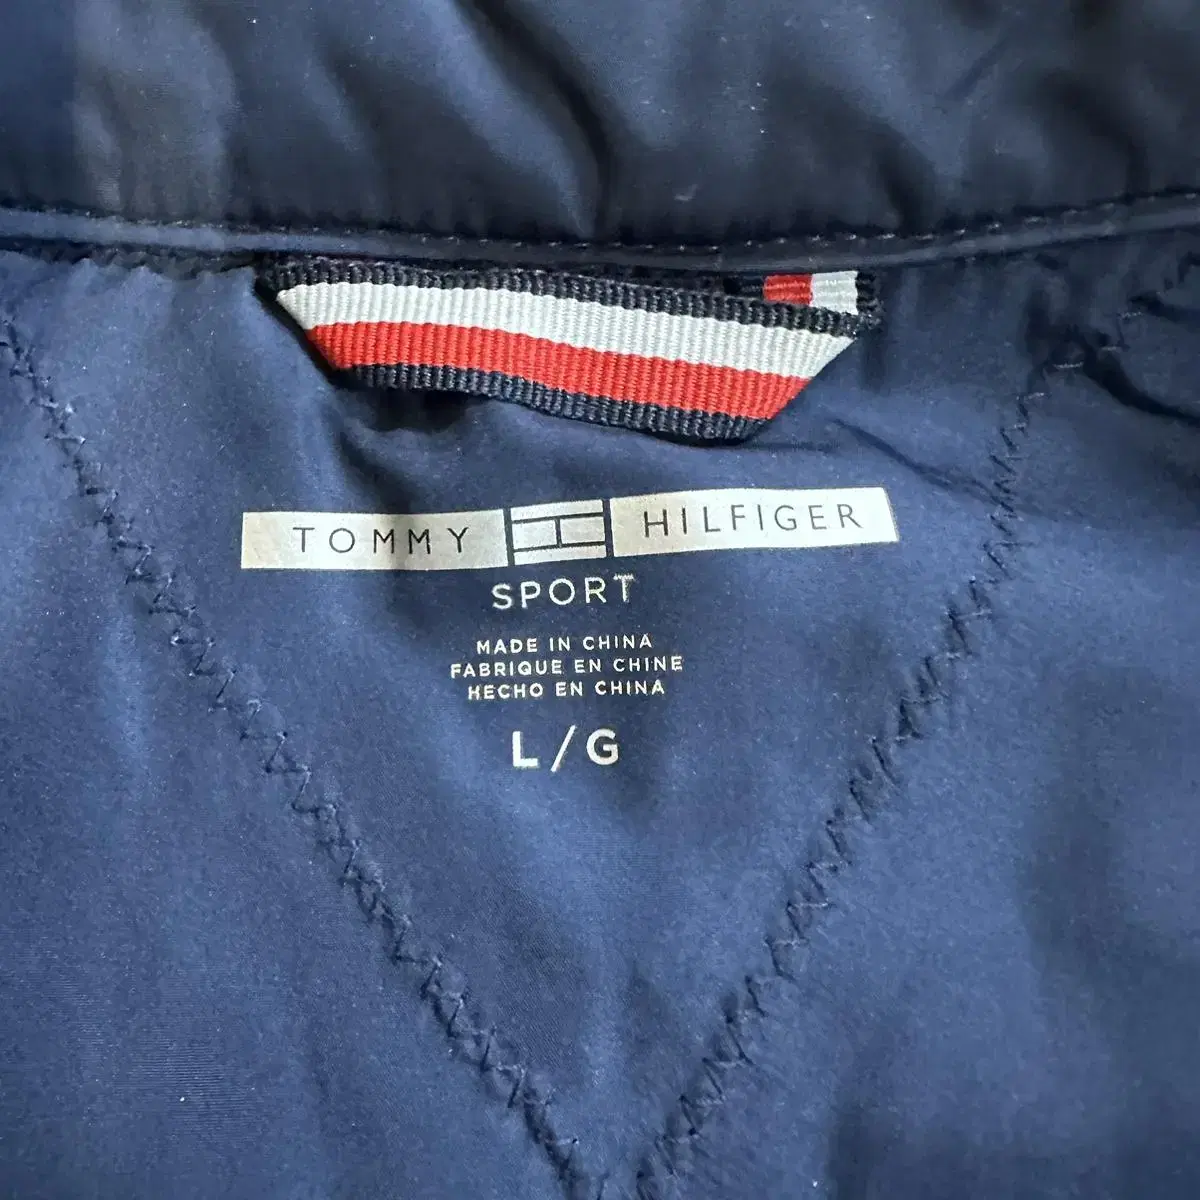 TOMMY HILFIGER
SPORT
MADE IN CHINA
FABRIQUE EN CHINE
HECHO EN CHINA
L/G